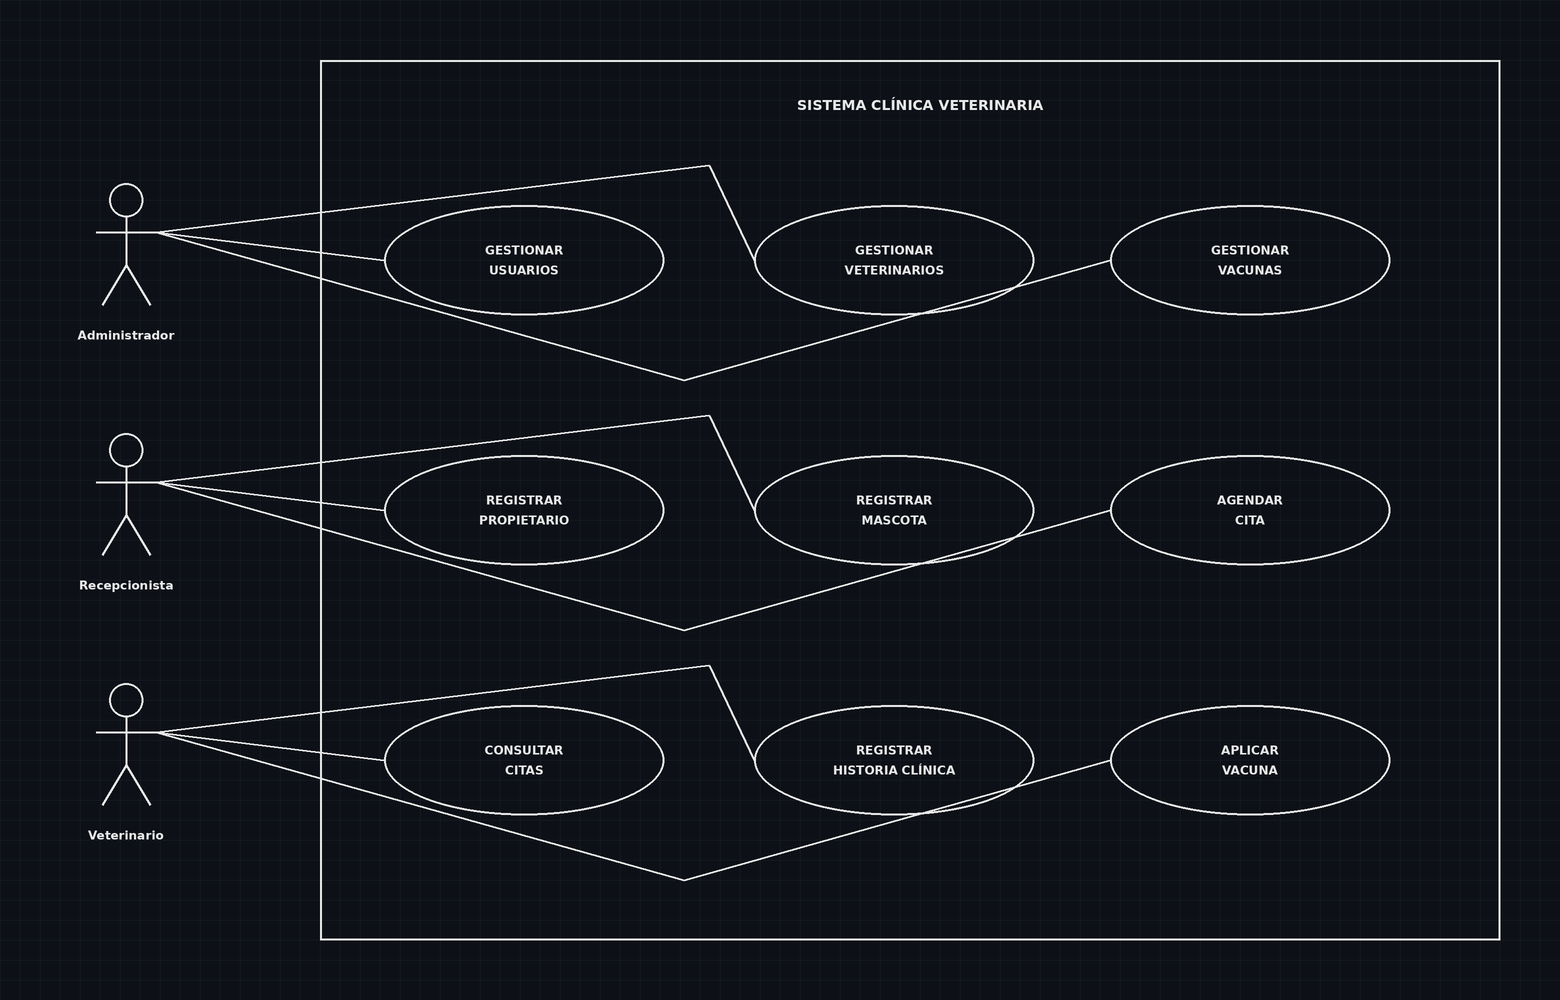 SISTEMA CLÍNICA VETERINARIA
GESTIONAR
USUARIOS
GESTIONAR
VETERINARIOS
GESTIONAR
VACUNAS
Administrador
REGISTRAR
PROPIETARIO
REGISTRAR
MASCOTA
AGENDAR
CITA
Recepcionista
CONSULTAR
CITAS
REGISTRAR
HISTORIA CLÍNICA
APLICAR
VACUNA
Veterinario